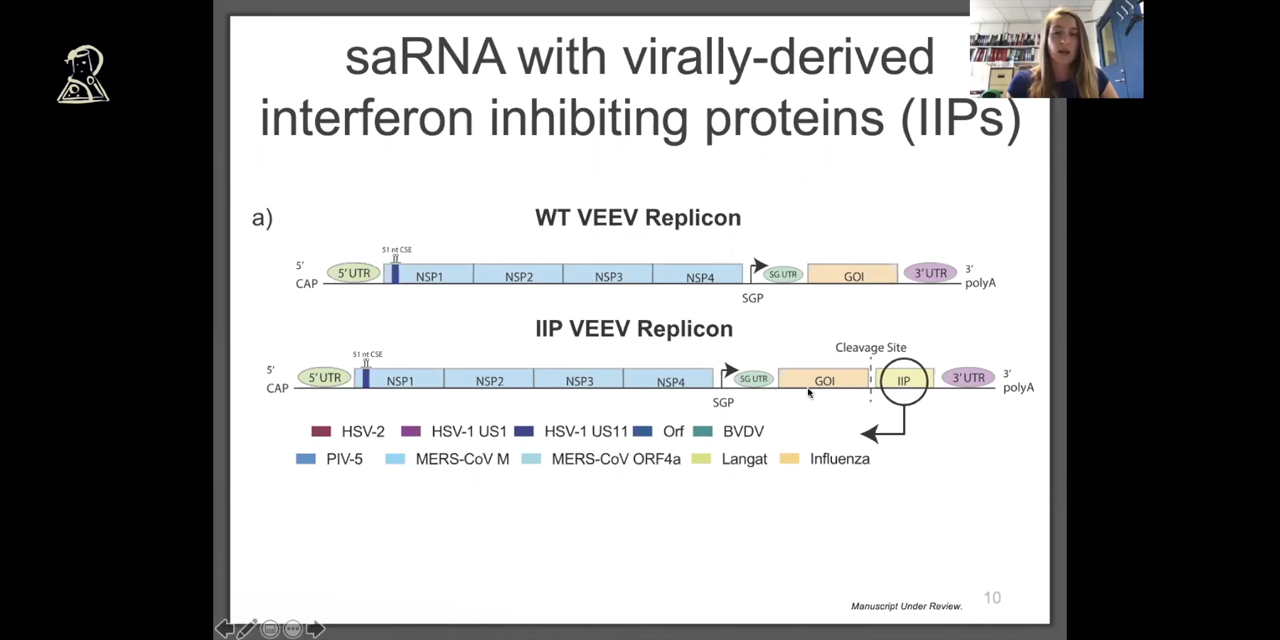 saRNA with virally-derived
interferon inhibiting proteins (IIPs)
a)
WT VEEV Replicon
51 nt CSE
5' CAP
5' UTR
NSP1
NSP2
NSP3
NSP4
SGP
SG UTR
GOI
3' UTR
3' polyA
IIP VEEV Replicon
Cleavage Site
51 nt CSE
5' CAP
5' UTR
NSP1
NSP2
NSP3
NSP4
SGP
SG UTR
GOI
IIP
3' UTR
3' polyA
HSV-2 HSV-1 US1 HSV-1 US11 Orf BVDV
PIV-5 MERS-CoV M MERS-CoV ORF4a Langat Influenza
Manuscript Under Review.
10